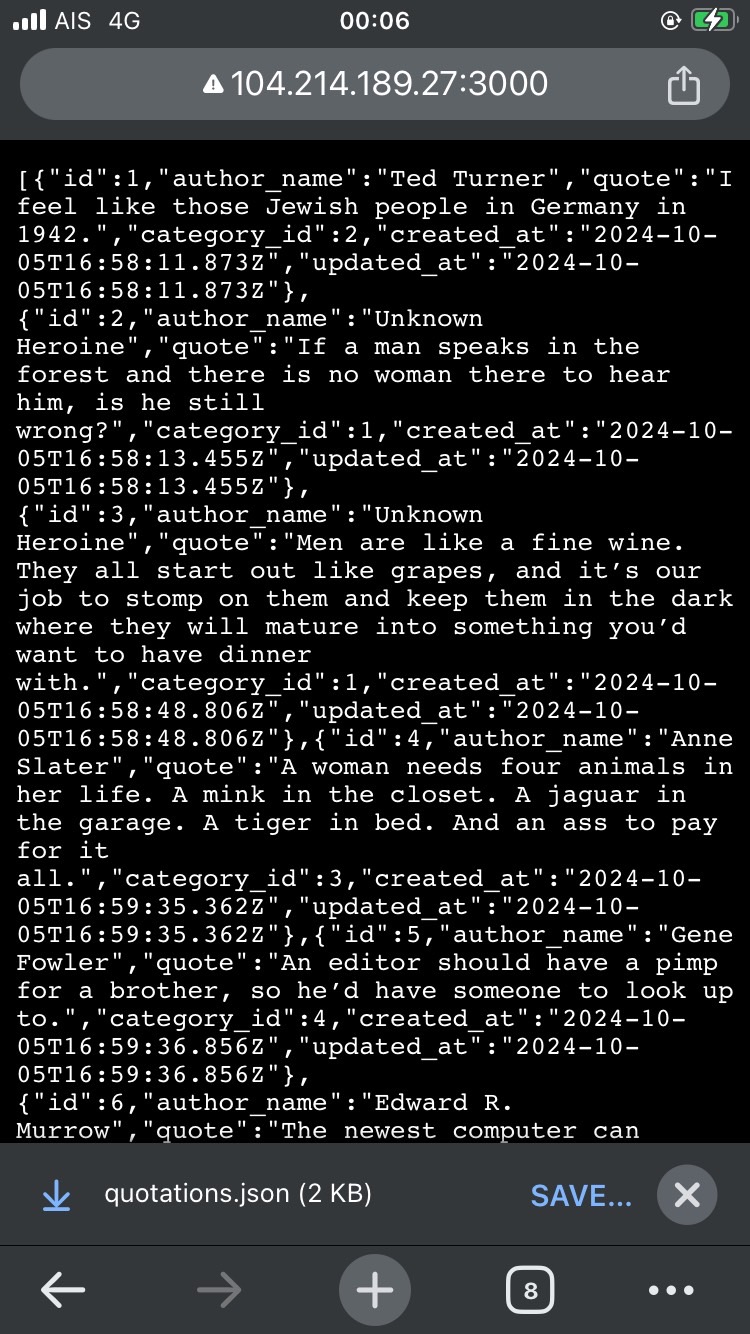 AIS 4G 00:06
104.214.189.27:3000
[{"id":1,"author_name":"Ted Turner","quote":"I
feel like those Jewish people in Germany in
1942.","category_id":2,"created_at":"2024-10-
05T16:58:11.873Z","updated_at":"2024-10-
05T16:58:11.873Z"},
{"id":2,"author_name":"Unknown
Heroine","quote":"If a man speaks in the
forest and there is no woman there to hear
him, is he still
wrong?","category_id":1,"created_at":"2024-10-
05T16:58:13.455Z","updated_at":"2024-10-
05T16:58:13.455Z"},
{"id":3,"author_name":"Unknown
Heroine","quote":"Men are like a fine wine.
They all start out like grapes, and it’s our
job to stomp on them and keep them in the dark
where they will mature into something you’d
want to have dinner
with.","category_id":1,"created_at":"2024-10-
05T16:58:48.806Z","updated_at":"2024-10-
05T16:58:48.806Z"},{"id":4,"author_name":"Anne
Slater","quote":"A woman needs four animals in
her life. A mink in the closet. A jaguar in
the garage. A tiger in bed. And an ass to pay
for it
all.","category_id":3,"created_at":"2024-10-
05T16:59:35.362Z","updated_at":"2024-10-
05T16:59:35.362Z"},{"id":5,"author_name":"Gene
Fowler","quote":"An editor should have a pimp
for a brother, so he’d have someone to look up
to.","category_id":4,"created_at":"2024-10-
05T16:59:36.856Z","updated_at":"2024-10-
05T16:59:36.856Z"},
{"id":6,"author_name":"Edward R.
Murrow","quote":"The newest computer can
quotations.json (2 KB) SAVE...
8